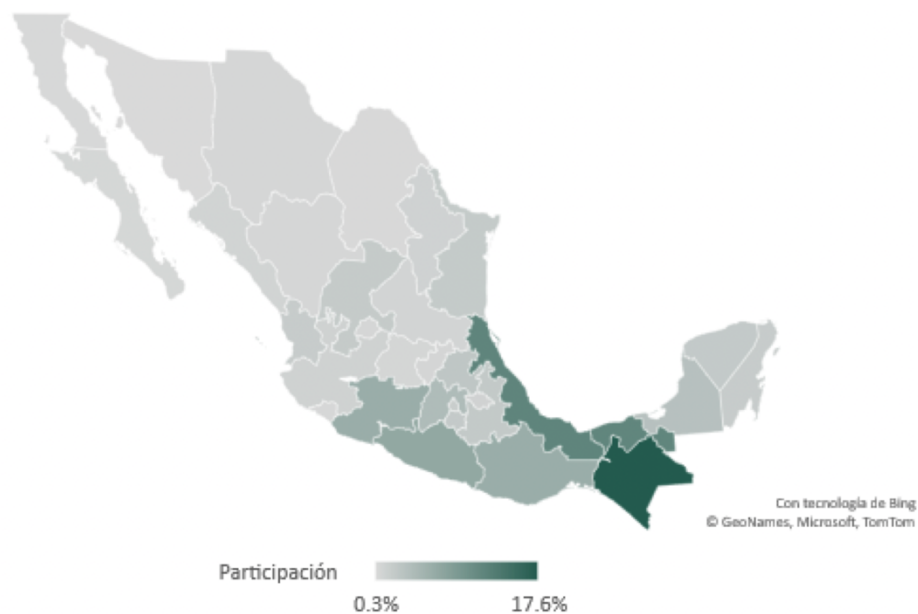 Con tecnología de Bing
© GeoNames, Microsoft, TomTom
Participación
0.3% 17.6%